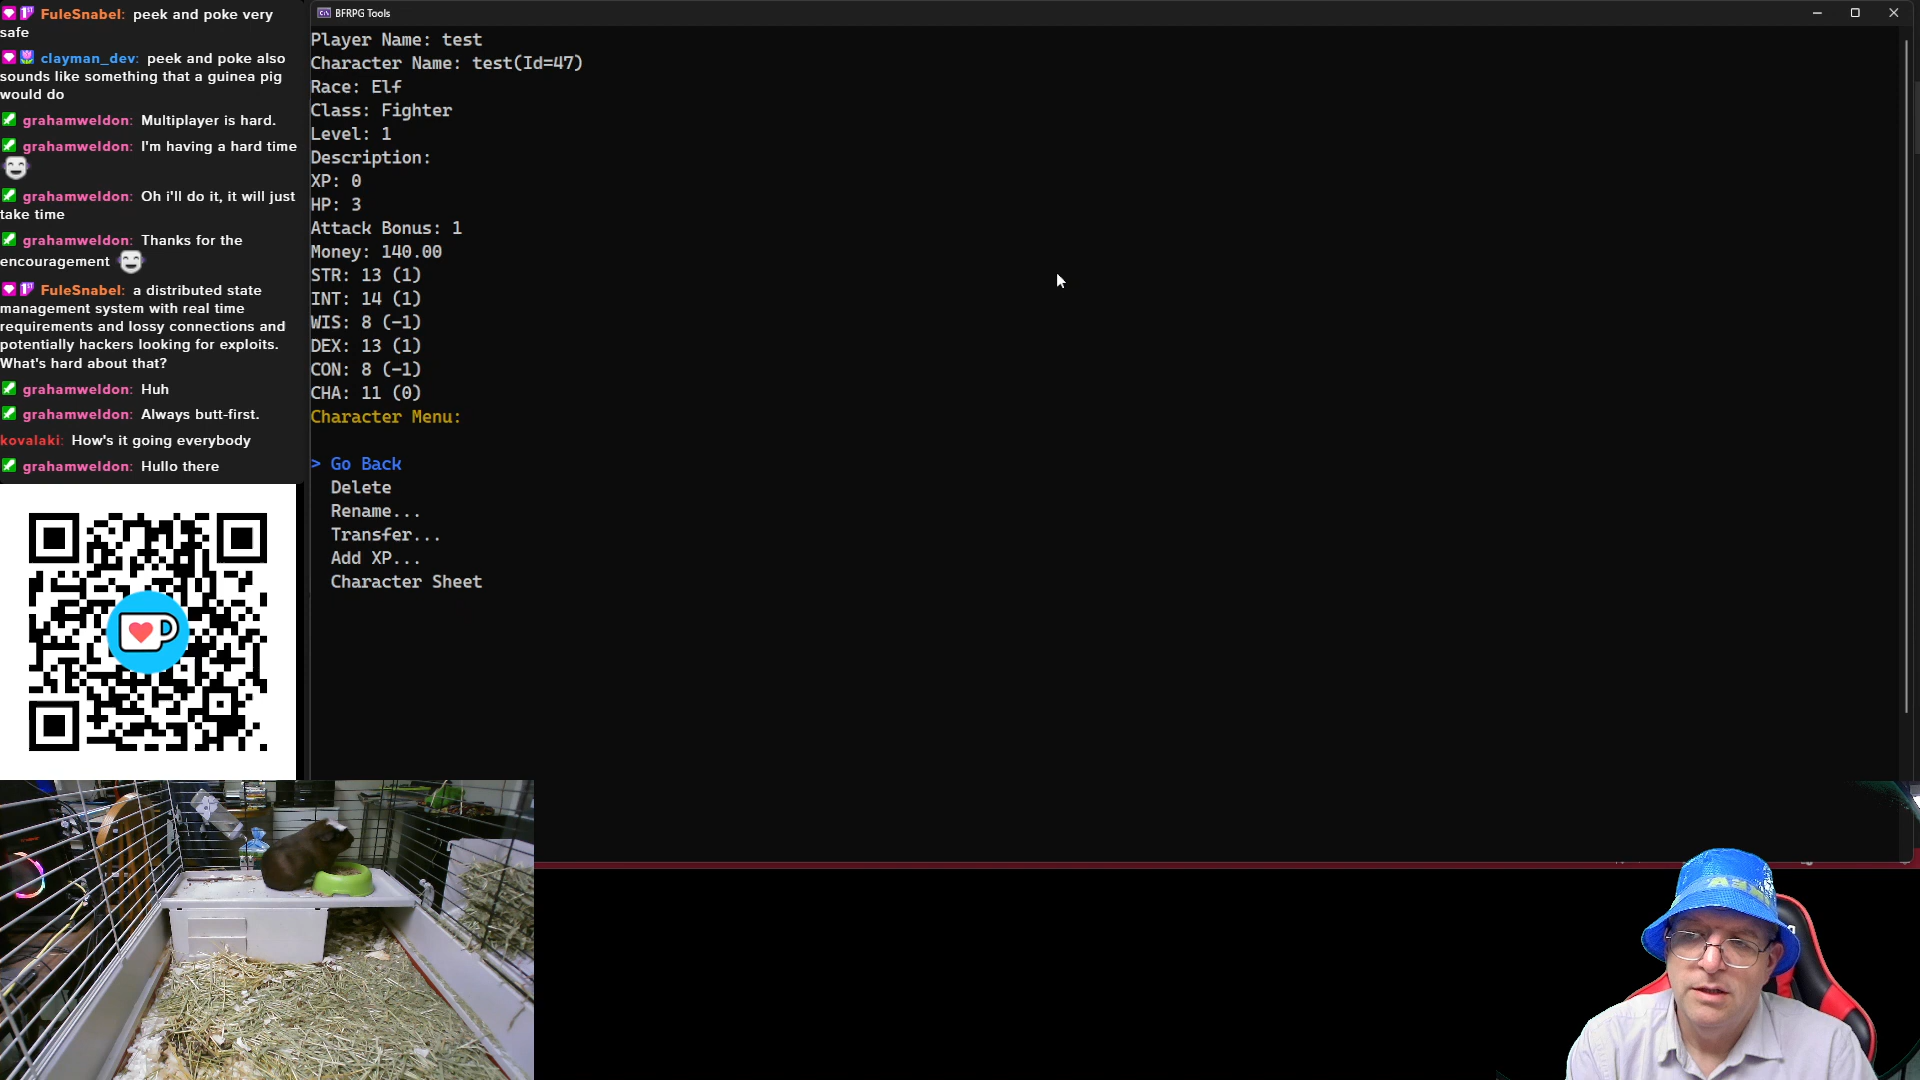 FuleSnabel: peek and poke very
safe
clayman_dev: peek and poke also
sounds like something that a guinea pig
would do
grahamweldon: Multiplayer is hard.
grahamweldon: I'm having a hard time
grahamweldon: Oh i'll do it, it will just
take time
grahamweldon: Thanks for the
encouragement
FuleSnabel: a distributed state
management system with real time
requirements and lossy connections and
potentially hackers looking for exploits.
What's hard about that?
grahamweldon: Huh
grahamweldon: Always butt-first.
kovalaki: How's it going everybody
grahamweldon: Hullo there
BFRPG Tools
Player Name: test
Character Name: test(Id=47)
Race: Elf
Class: Fighter
Level: 1
Description:
XP: 0
HP: 3
Attack Bonus: 1
Money: 140.00
STR: 13 (1)
INT: 14 (1)
WIS: 8 (-1)
DEX: 13 (1)
CON: 8 (-1)
CHA: 11 (0)
Character Menu:
> Go Back
Delete
Rename...
Transfer...
Add XP...
Character Sheet